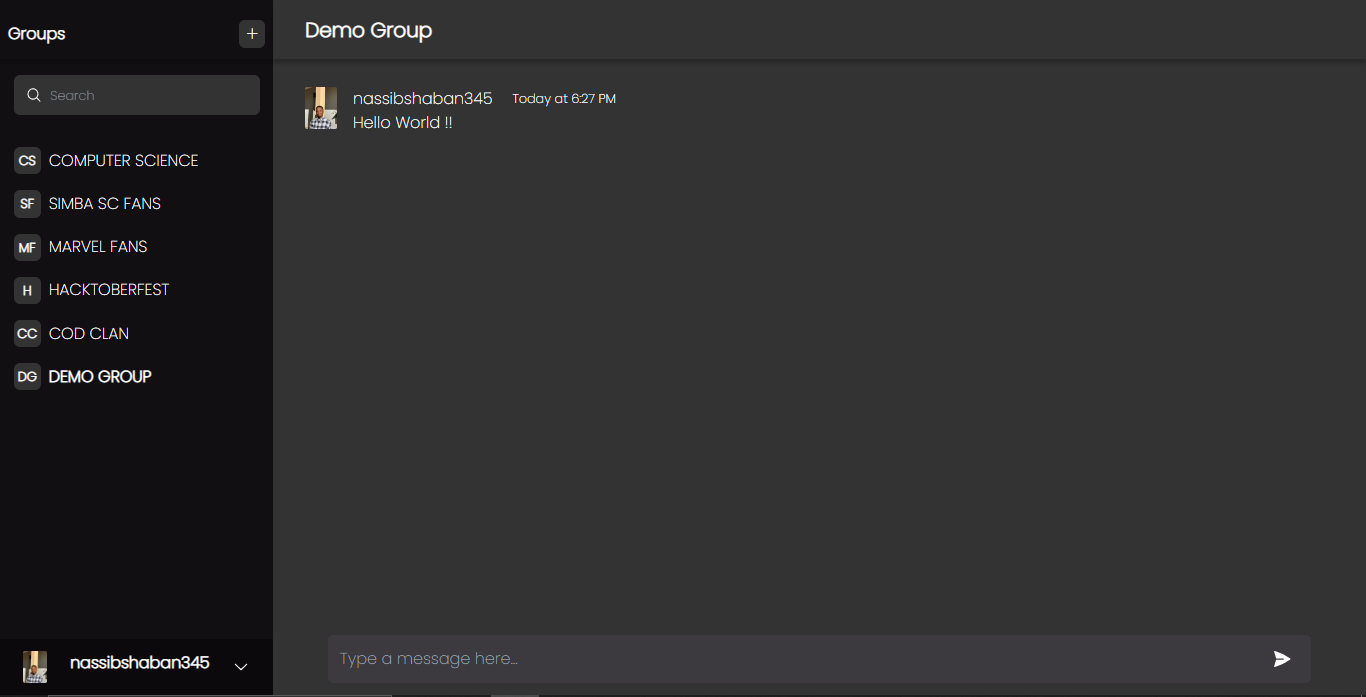 Groups
+
Search
CS COMPUTER SCIENCE
SF SIMBA SC FANS
MF MARVEL FANS
H HACKTOBERFEST
CC COD CLAN
DG DEMO GROUP
nassibshaban345
Demo Group
nassibshaban345 Today at 6:27 PM
Hello World !!
Type a message here...